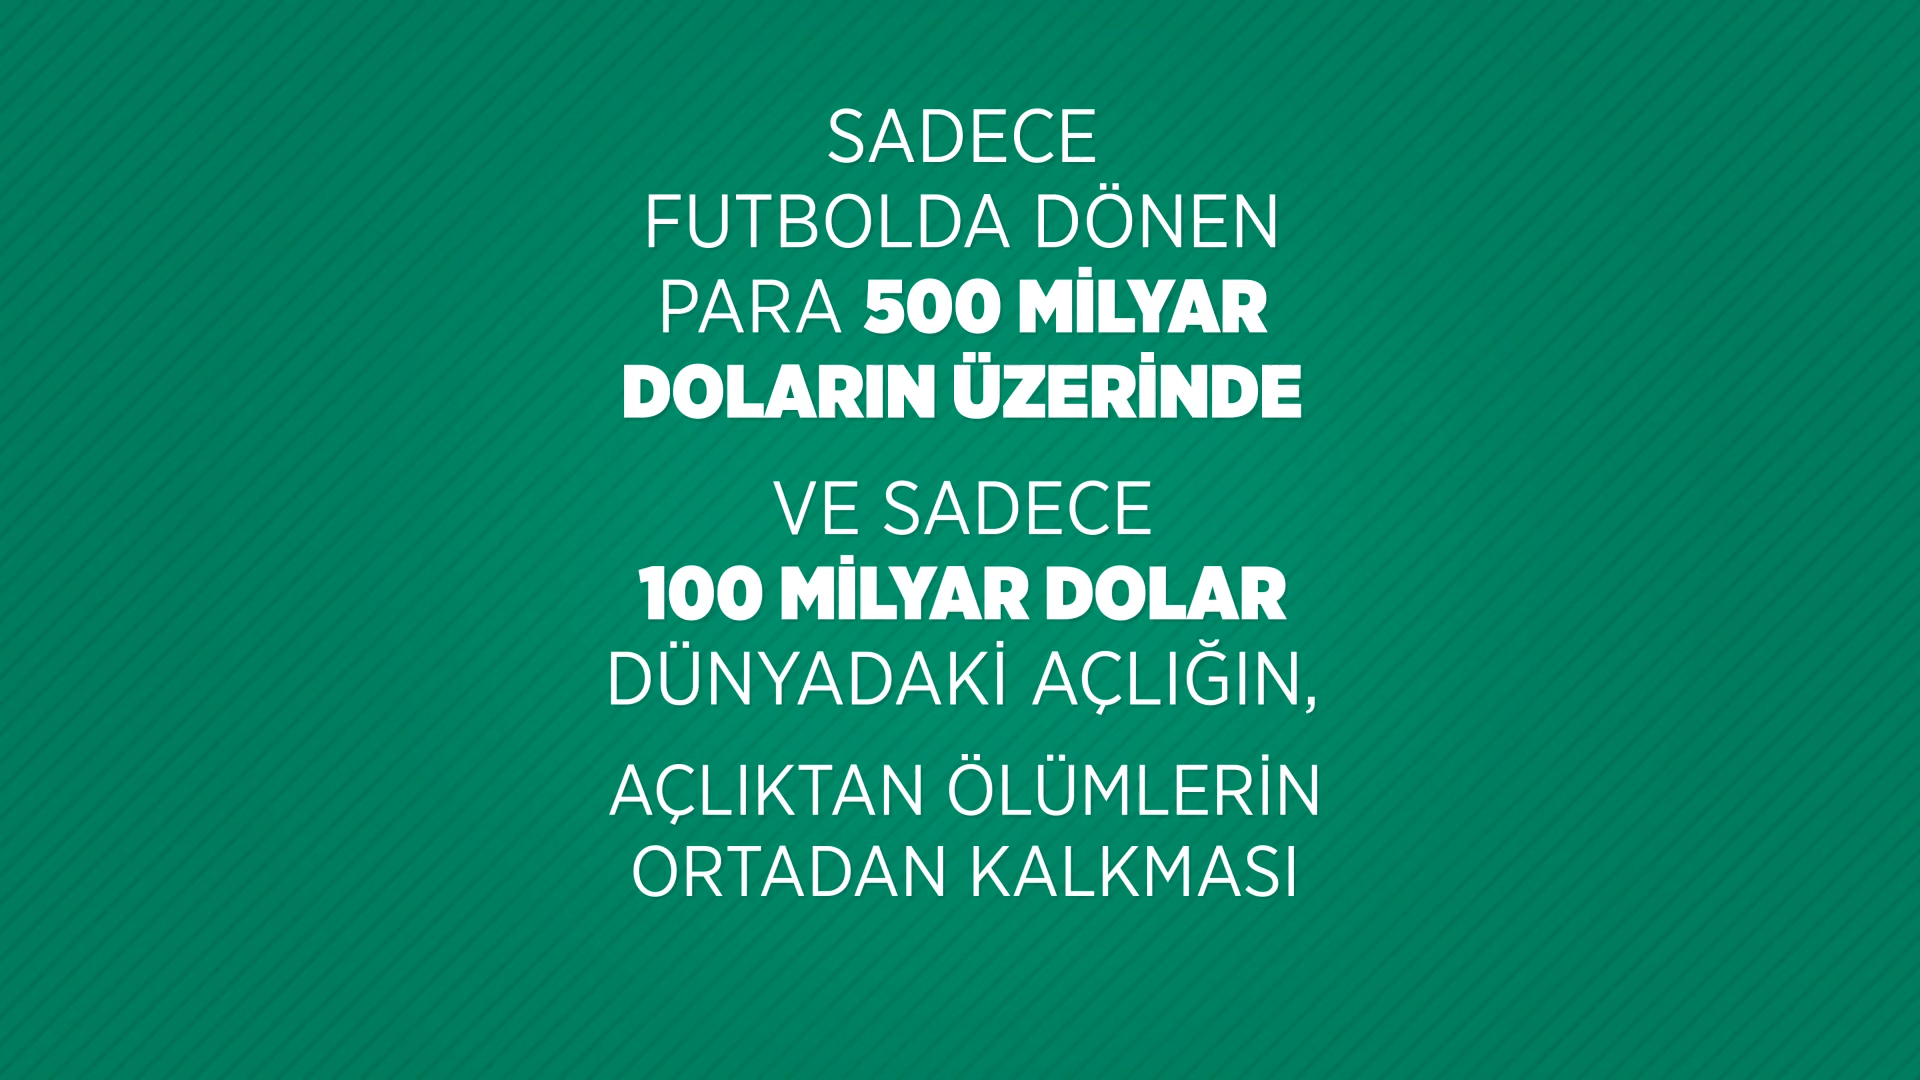 SADECE
FUTBOLDA DÖNEN
PARA 500 MİLYAR
DOLARIN ÜZERİNDE
VE SADECE
100 MİLYAR DOLAR
DÜNYADAKİ AÇLIĞIN,
AÇLIKTAN ÖLÜMLERİN
ORTADAN KALKMASI